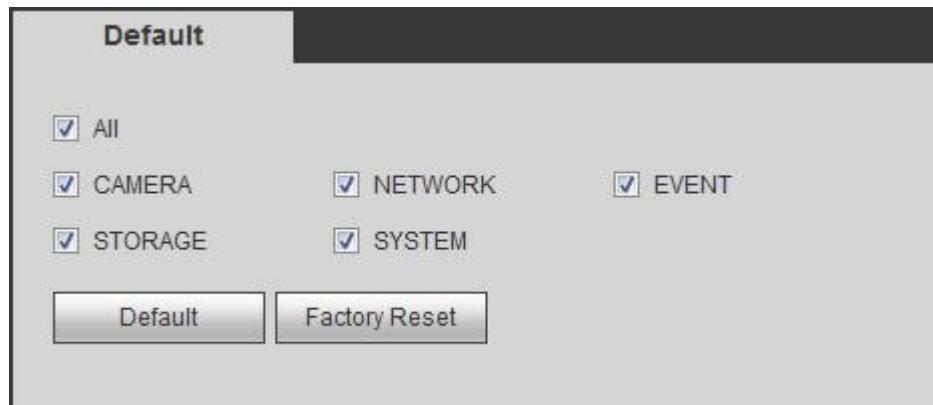 Default
All
CAMERA NETWORK EVENT
STORAGE SYSTEM
Default Factory Reset